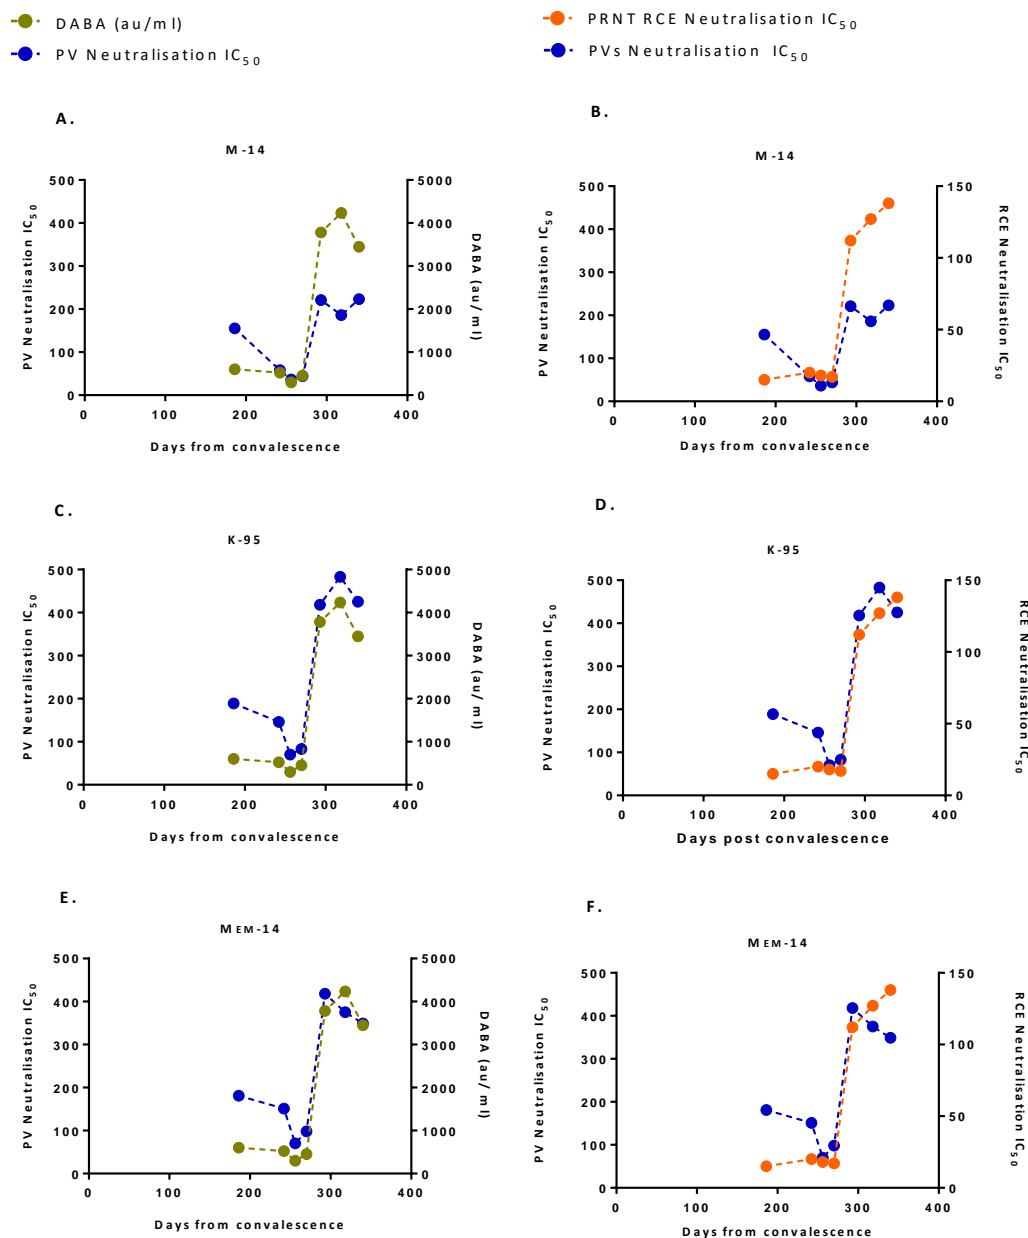 DABA (au/ml)
PV Neutralisation IC50
PRNT RCE Neutralisation IC50
PVs Neutralisation IC50
A.
M-14
PV Neutralisation IC50
500
400
300
200
100
0
5000
4000
3000
2000
1000
0
DABA (au/ml)
0 100 200 300 400
Days from convalescence
B.
M-14
PV Neutralisation IC50
500
400
300
200
100
0
150
100
50
0
RCE Neutralisation IC50
0 100 200 300 400
Days from convalescence
C.
K-95
PV Neutralisation IC50
500
400
300
200
100
0
5000
4000
3000
2000
1000
0
DABA (au/ml)
0 100 200 300 400
Days from convalescence
D.
K-95
PV Neutralisation IC50
500
400
300
200
100
0
150
100
50
0
RCE Neutralisation IC50
0 100 200 300 400
Days post convalescence
E.
MEM-14
PV Neutralisation IC50
500
400
300
200
100
0
5000
4000
3000
2000
1000
0
DABA (au/ml)
0 100 200 300 400
Days from convalescence
F.
MEM-14
PV Neutralisation IC50
500
400
300
200
100
0
150
100
50
0
RCE Neutralisation IC50
0 100 200 300 400
Days from convalescence